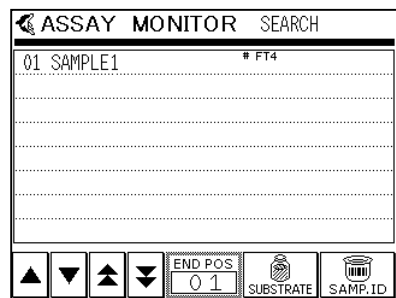 ASSAY MONITOR SEARCH
01 SAMPLE1 # FT4
END POS
01
SUBSTRATE
SAMP.ID